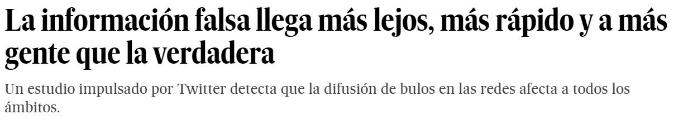 La información falsa llega más lejos, más rápido y a más
gente que la verdadera
Un estudio impulsado por Twitter detecta que la difusión de bulos en las redes afecta a todos los
ámbitos.